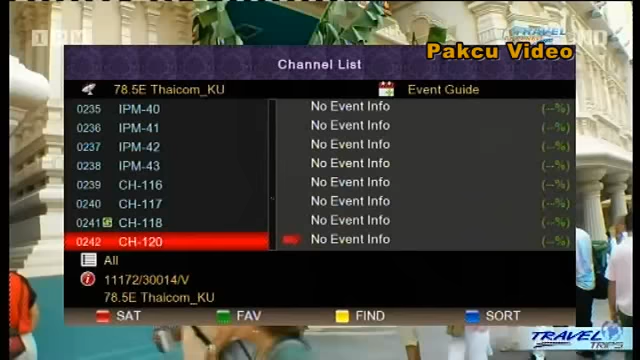 IPM
TRAVEL
Pakcu Video
Channel List
78.5E Thaicom_KU
Event Guide
0235 IPM-40 No Event Info (--%)
0236 IPM-41 No Event Info (--%)
0237 IPM-42 No Event Info (--%)
0238 IPM-43 No Event Info (--%)
0239 CH-116 No Event Info (--%)
0240 CH-117 No Event Info (--%)
0241 CH-118 No Event Info (--%)
0242 CH-120 No Event Info (--%)
All
11172/30014/V
78.5E Thaicom_KU
SAT FAV FIND SORT
TRAVEL
TRIPS